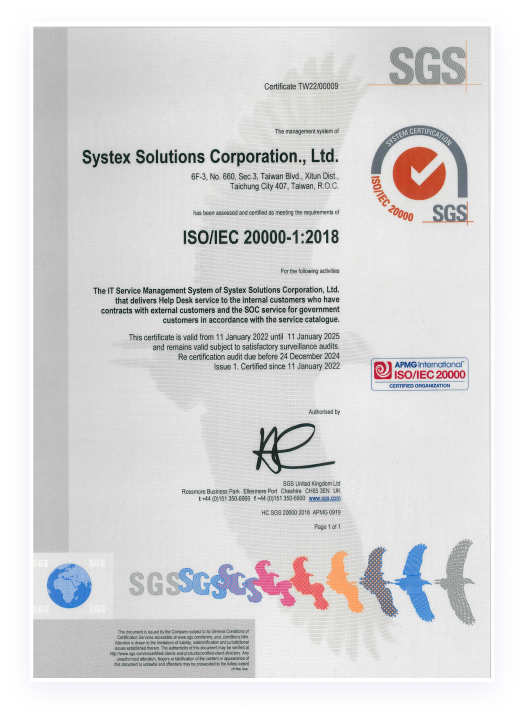 SGS
Certificate TW22/00009
The management system of
Systex Solutions Corporation., Ltd.
6F-3, No. 660, Sec.3, Taiwan Blvd., Xitun Dist.,
Taichung City 407, Taiwan, R.O.C.
has been assessed and certified as meeting the requirements of
ISO/IEC 20000-1:2018
SYSTEM CERTIFICATION
ISO/IEC 20000
SGS
For the following activities
The IT Service Management System of Systex Solutions Corporation, Ltd.
that delivers Help Desk service to the internal customers who have
contracts with external customers and the SOC service for government
customers in accordance with the service catalogue.
This certificate is valid from 11 January 2022 until 11 January 2025
and remains valid subject to satisfactory surveillance audits.
Re certification audit due before 24 December 2024
Issue 1. Certified since 11 January 2022
APMG International
ISO/IEC 20000
CERTIFIED ORGANIZATION
Authorised by
SGS United Kingdom Ltd
Rossmore Business Park Ellesmere Port Cheshire CH65 3EN UK
t +44 (0)151 350-6666 f +44 (0)151 350-6600 www.sgs.com
HC SGS 20000 2018 APMG 0919
Page 1 of 1
SGS SGS
SGS SGS
SGS SGS
This document is issued by the Company subject to its General Conditions of
Certification Services accessible at www.sgs.com/terms_and_conditions.htm.
Attention is drawn to the limitations of liability, indemnification and jurisdictional
issues established therein. The authenticity of this document may be verified at
http://www.sgs.com/en/certified-clients-and-products/certified-client-directory. Any
unauthorized alteration, forgery or falsification of the content or appearance of
this document is unlawful and offenders may be prosecuted to the fullest extent
of the law.